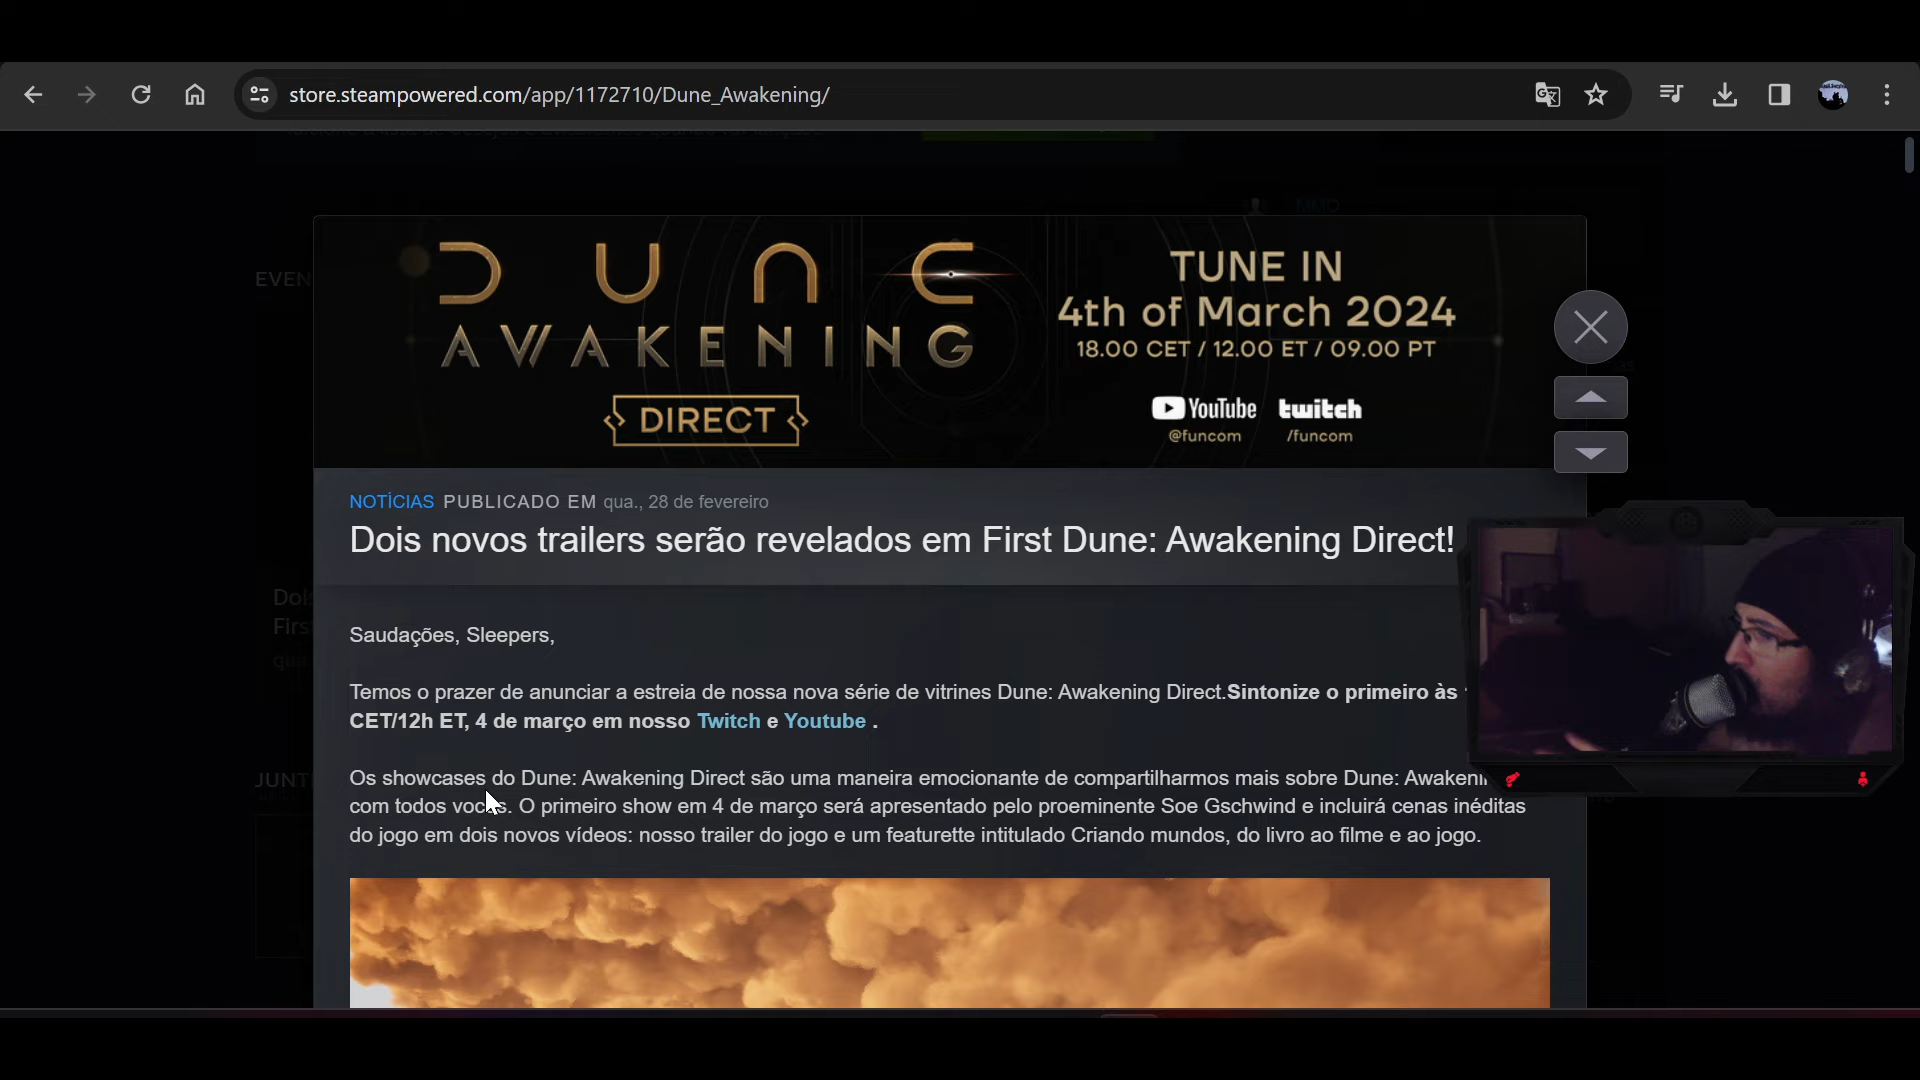 store.steampowered.com/app/1172710/Dune_Awakening/
MMO
DUNE
AWAKENING
DIRECT
TUNE IN
4th of March 2024
18.00 CET / 12.00 ET / 09.00 PT
YouTube twitch
@funcom /funcom
EVEN
NOTÍCIAS PUBLICADO EM qua., 28 de fevereiro
Dois novos trailers serão revelados em First Dune: Awakening Direct!
Saudações, Sleepers,
Temos o prazer de anunciar a estreia de nossa nova série de vitrines Dune: Awakening Direct.Sintonize o primeiro às
CET/12h ET, 4 de março em nosso Twitch e Youtube .
JUNT
Os showcases do Dune: Awakening Direct são uma maneira emocionante de compartilharmos mais sobre Dune:
com todos vocês. O primeiro show em 4 de março será apresentado pelo proeminente Soe Gschwind e incluirá cenas inéditas
do jogo em dois novos vídeos: nosso trailer do jogo e um featurette intitulado Criando mundos, do livro ao filme e ao jogo.